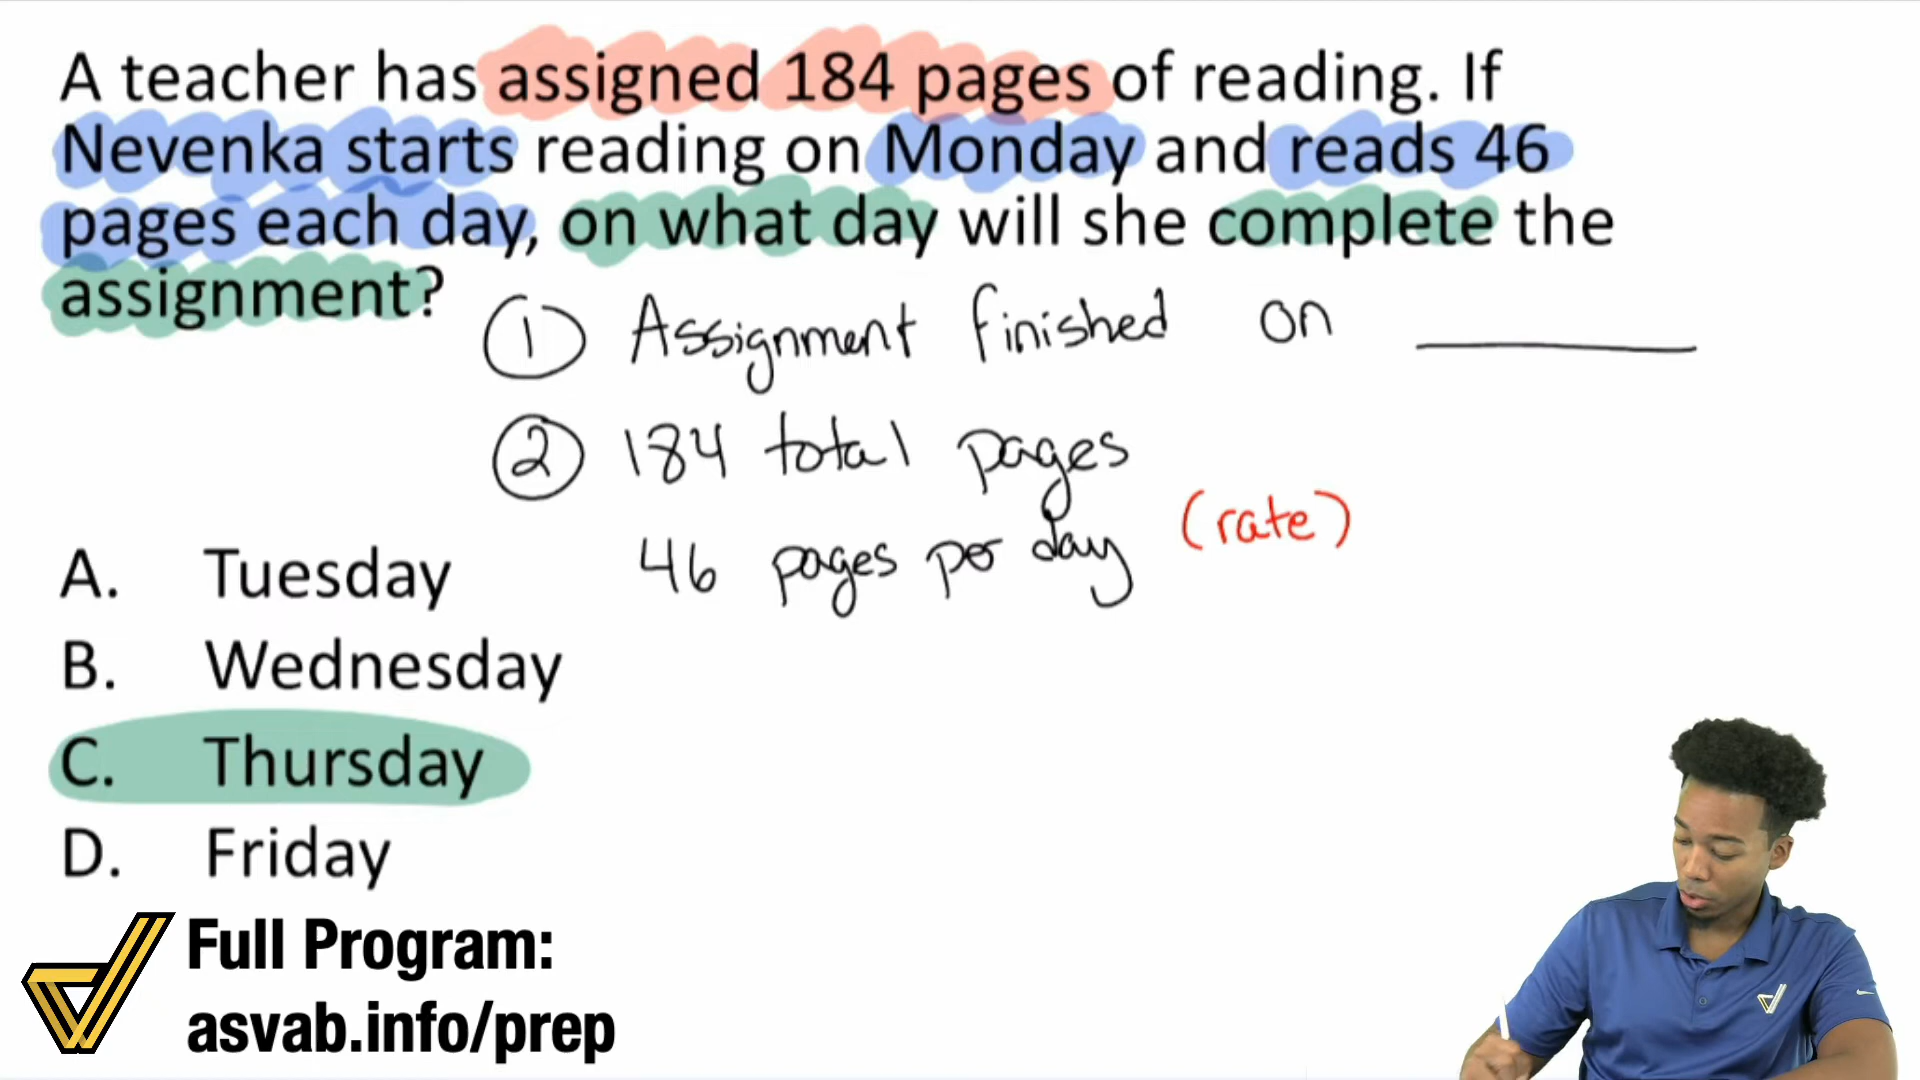 A teacher has assigned 184 pages of reading. If
Nevenka starts reading on Monday and reads 46
pages each day, on what day will she complete the
assignment?
1 Assignment finished on
2 184 total pages
46 pages per day (rate)
A. Tuesday
B. Wednesday
C. Thursday
D. Friday
Full Program:
asvab.info/prep